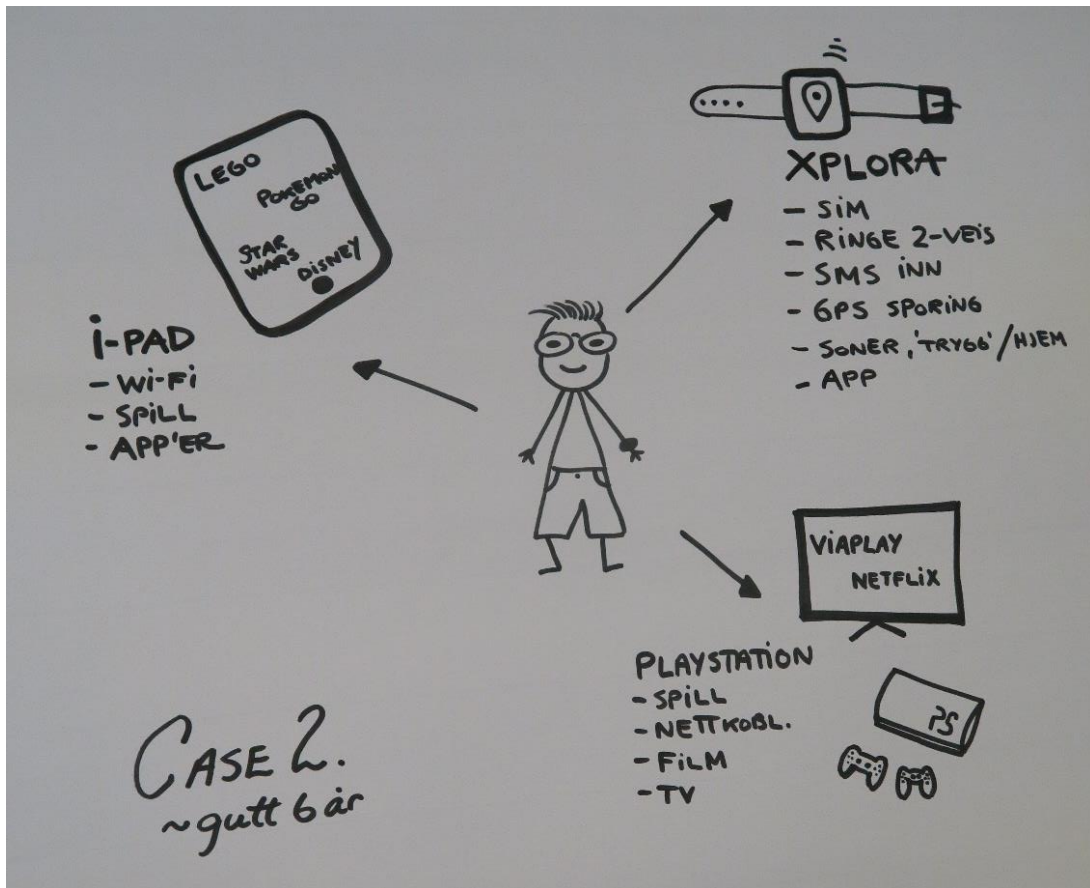 LEGO
POKEMON
GO
STAR
WARS
DISNEY
i-PAD
- Wi-Fi
- SPILL
- APP'ER
XPLORA
- SIM
- RINGE 2-VEIS
- SMS INN
- GPS SPORING
- SONER, 'TRYGG'/HJEM
- APP
VIAPLAY
NETFLIX
PLAYSTATION
- SPILL
- NETTKOBL.
- FILM
- TV
PS
CASE 2.
~gutt 6 år